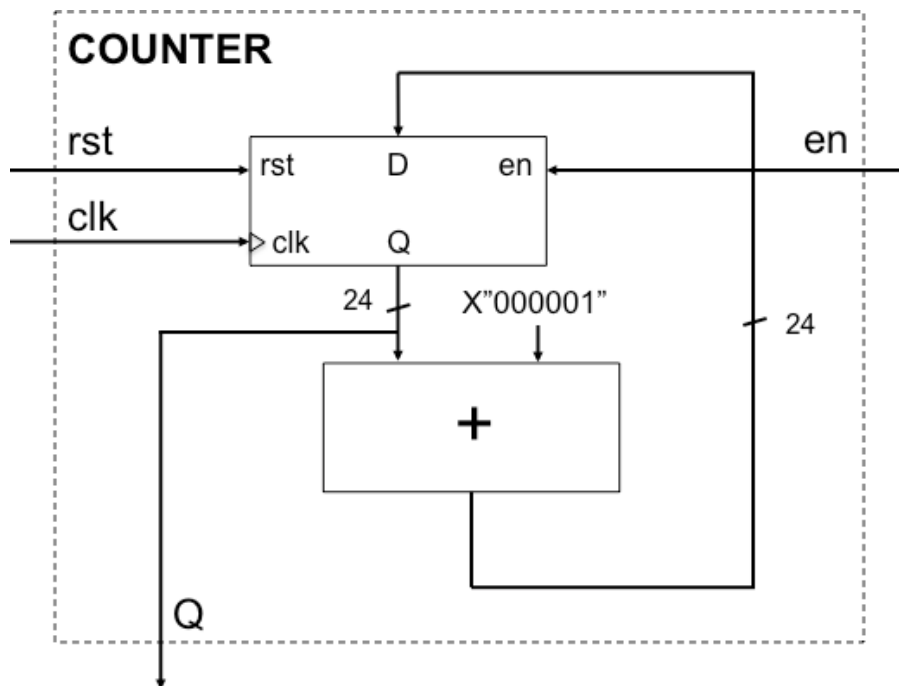 COUNTER
rst
en
rst D en
clk
clk Q
24
X”000001”
24
+
Q